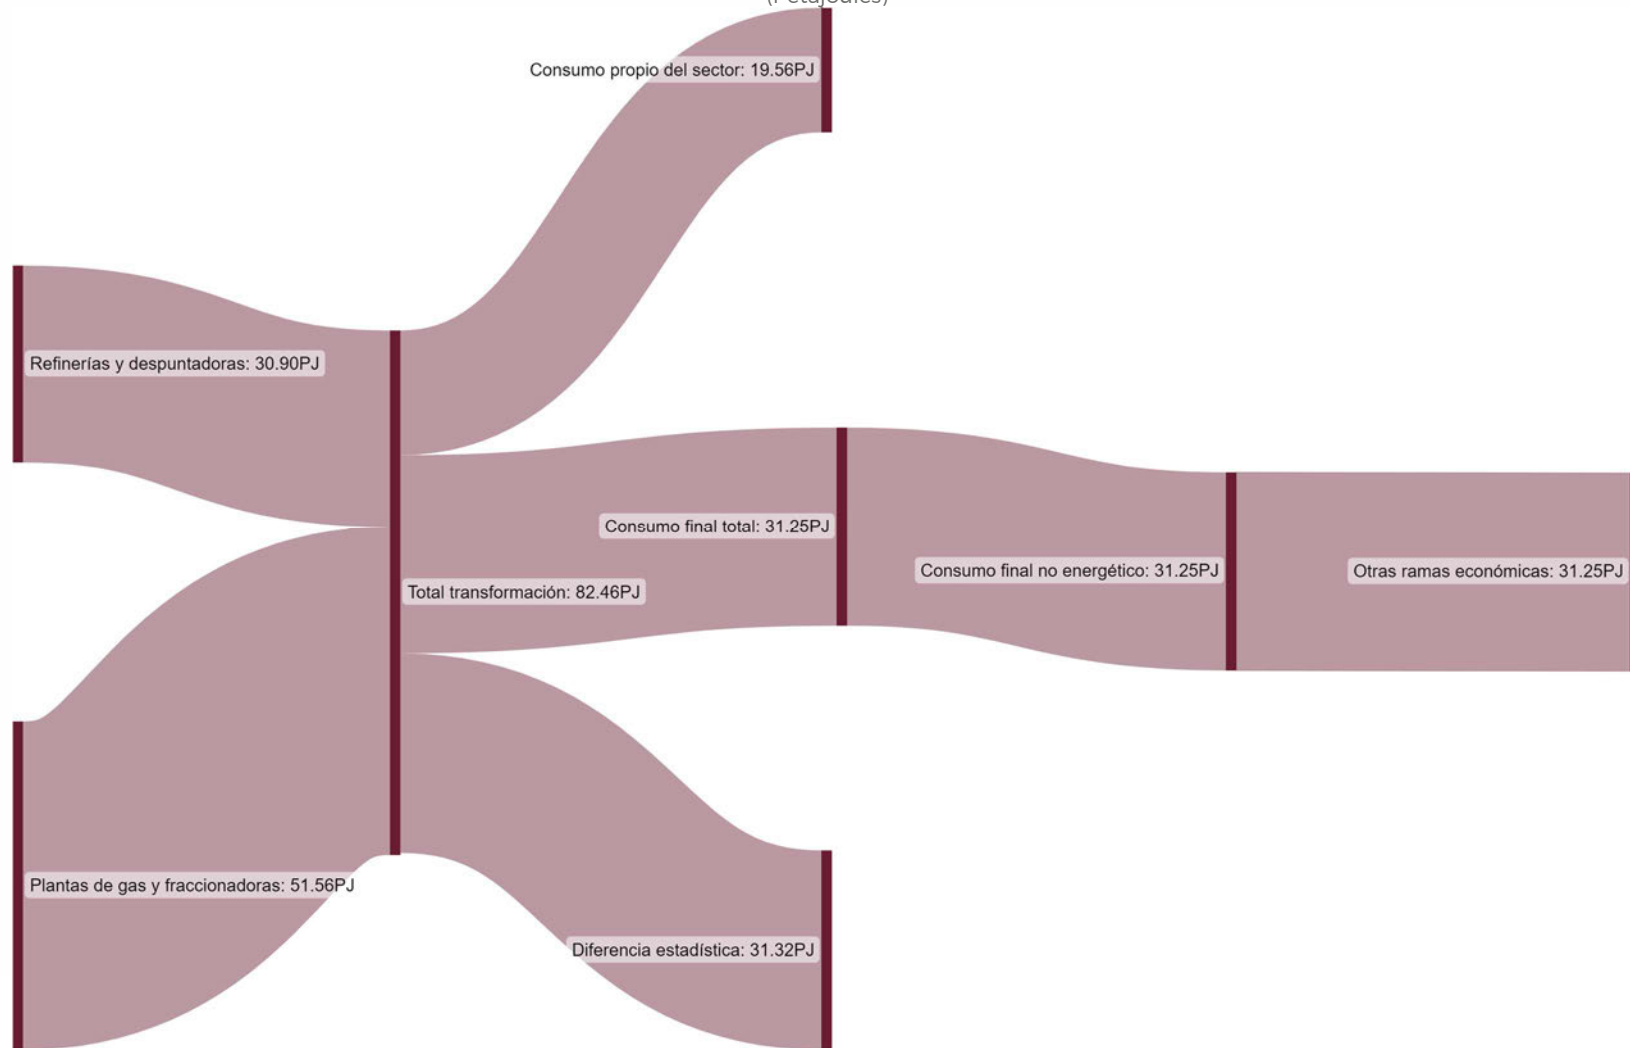 (Petajoules)
Consumo propio del sector: 19.56PJ
Refinerías y despuntadoras: 30.90PJ
Consumo final total: 31.25PJ
Consumo final no energético: 31.25PJ
Otras ramas económicas: 31.25PJ
Total transformación: 82.46PJ
Plantas de gas y fraccionadoras: 51.56PJ
Diferencia estadística: 31.32PJ